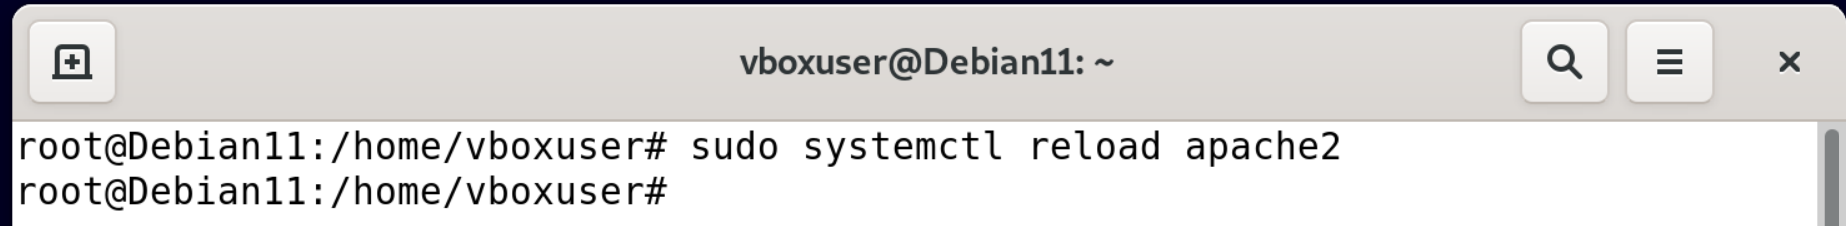 vboxuser@Debian11: ~
root@Debian11:/home/vboxuser# sudo systemctl reload apache2
root@Debian11:/home/vboxuser#